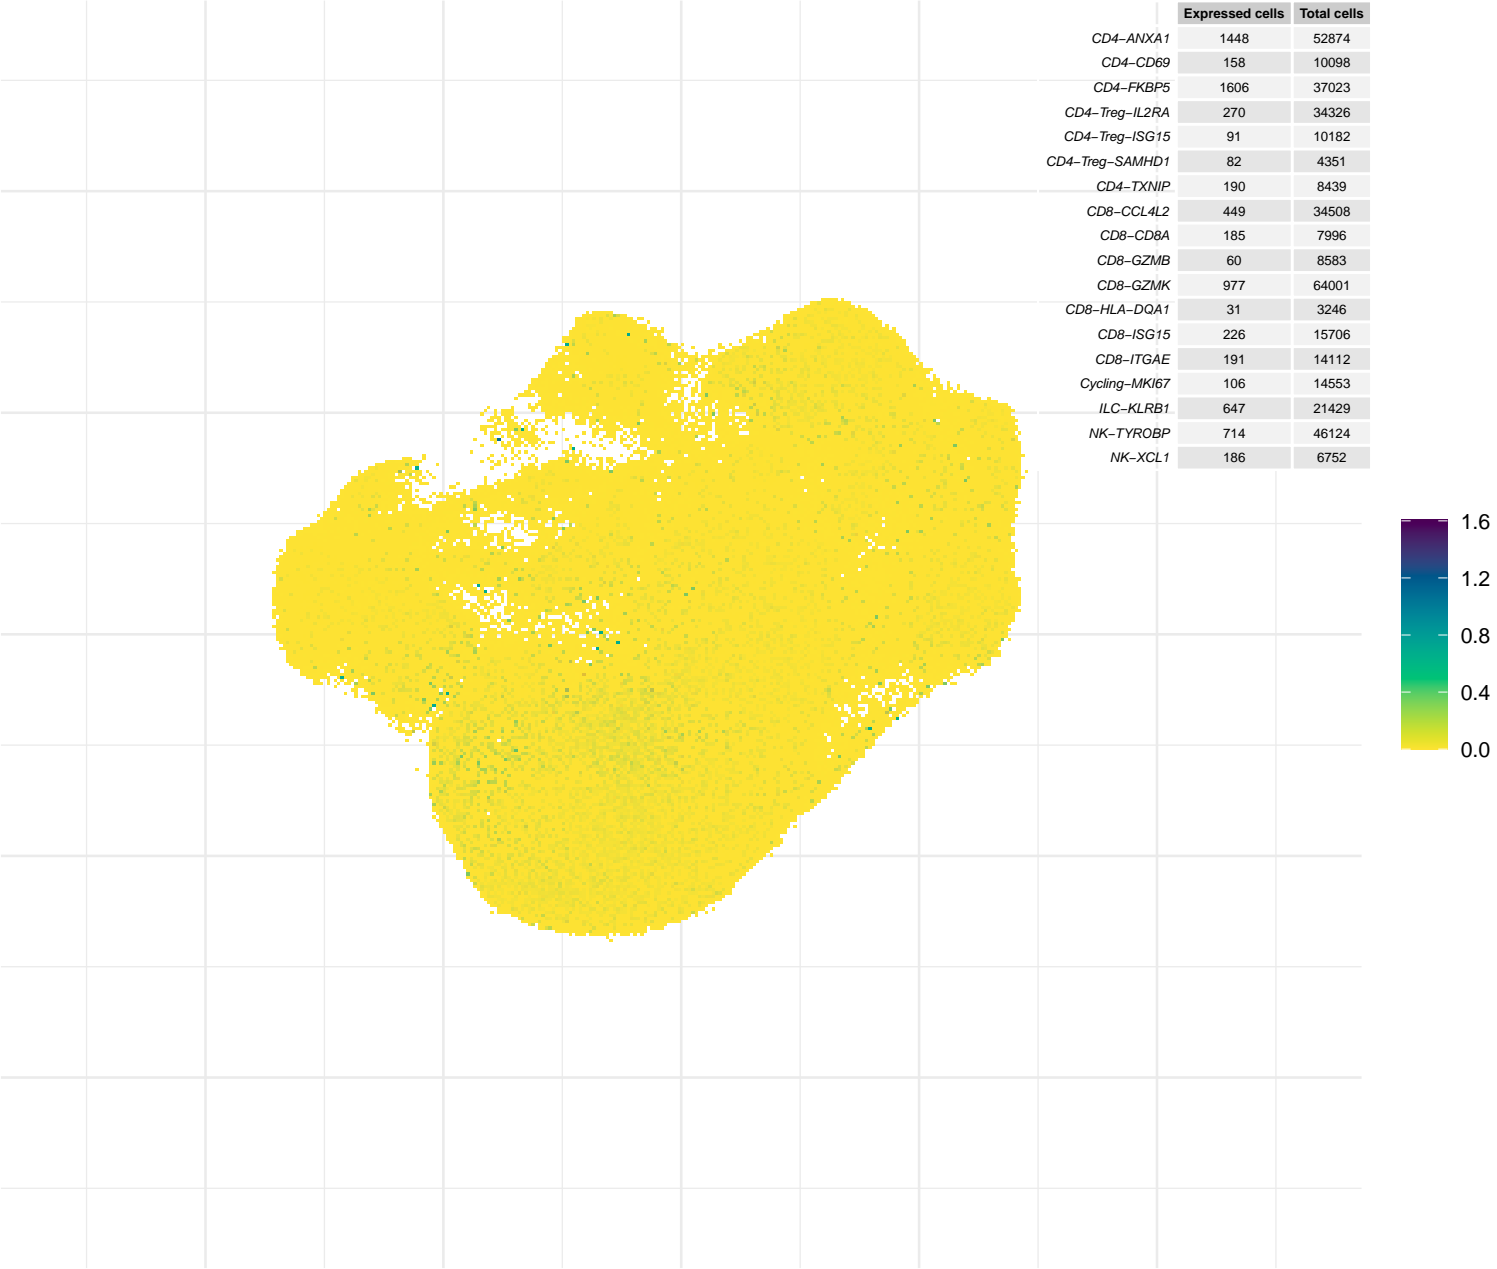 Expressed cells Total cells
CD4−ANXA1 1448 52874
CD4−CD69 158 10098
CD4−FKBP5 1606 37023
CD4−Treg−IL2RA 270 34326
CD4−Treg−ISG15 91 10182
CD4−Treg−SAMHD1 82 4351
CD4−TXNIP 190 8439
CD8−CCL4L2 449 34508
CD8−CD8A 185 7996
CD8−GZMB 60 8583
CD8−GZMK 977 64001
CD8−HLA−DQA1 31 3246
CD8−ISG15 226 15706
CD8−ITGAE 191 14112
Cycling−MKI67 106 14553
ILC−KLRB1 647 21429
NK−TYROBP 714 46124
NK−XCL1 186 6752
1.6
1.2
0.8
0.4
0.0